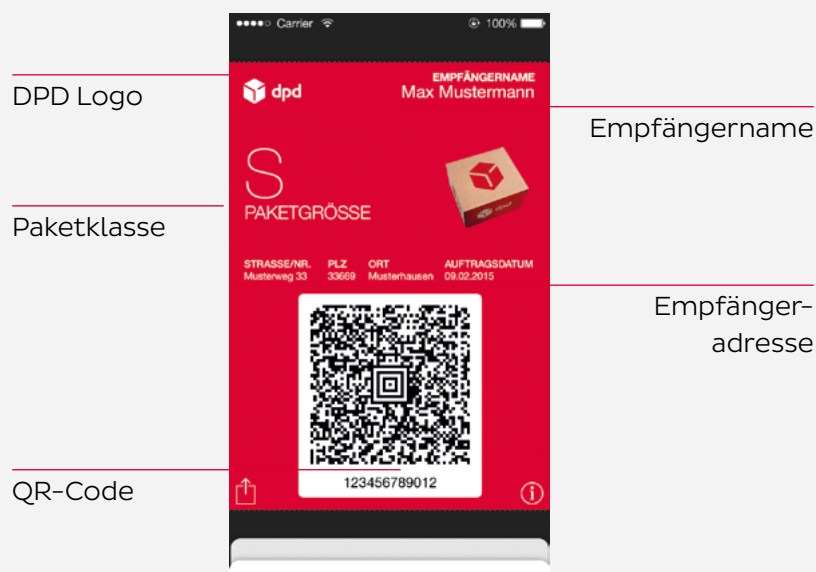 Carrier 100%
DPD Logo
dpd
EMPFÄNGERNAME
Max Mustermann
Empfängername
S
PAKETGRÖSSE
dpd
Paketklasse
STRASSE/NR. PLZ ORT AUFTRAGSDATUM
Musterweg 33 33669 Musterhausen 09.02.2015
Empfänger-
adresse
123456789012
QR-Code